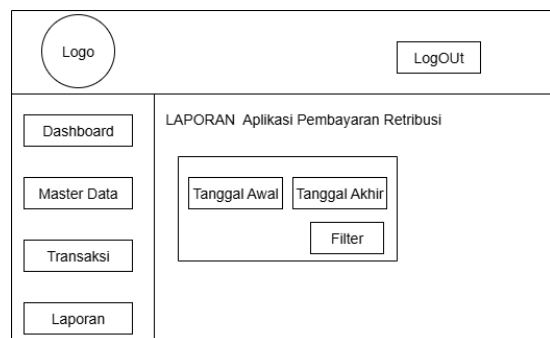 Logo
LogOUt
Dashboard
Master Data
Transaksi
Laporan
LAPORAN Aplikasi Pembayaran Retribusi
Tanggal Awal
Tanggal Akhir
Filter